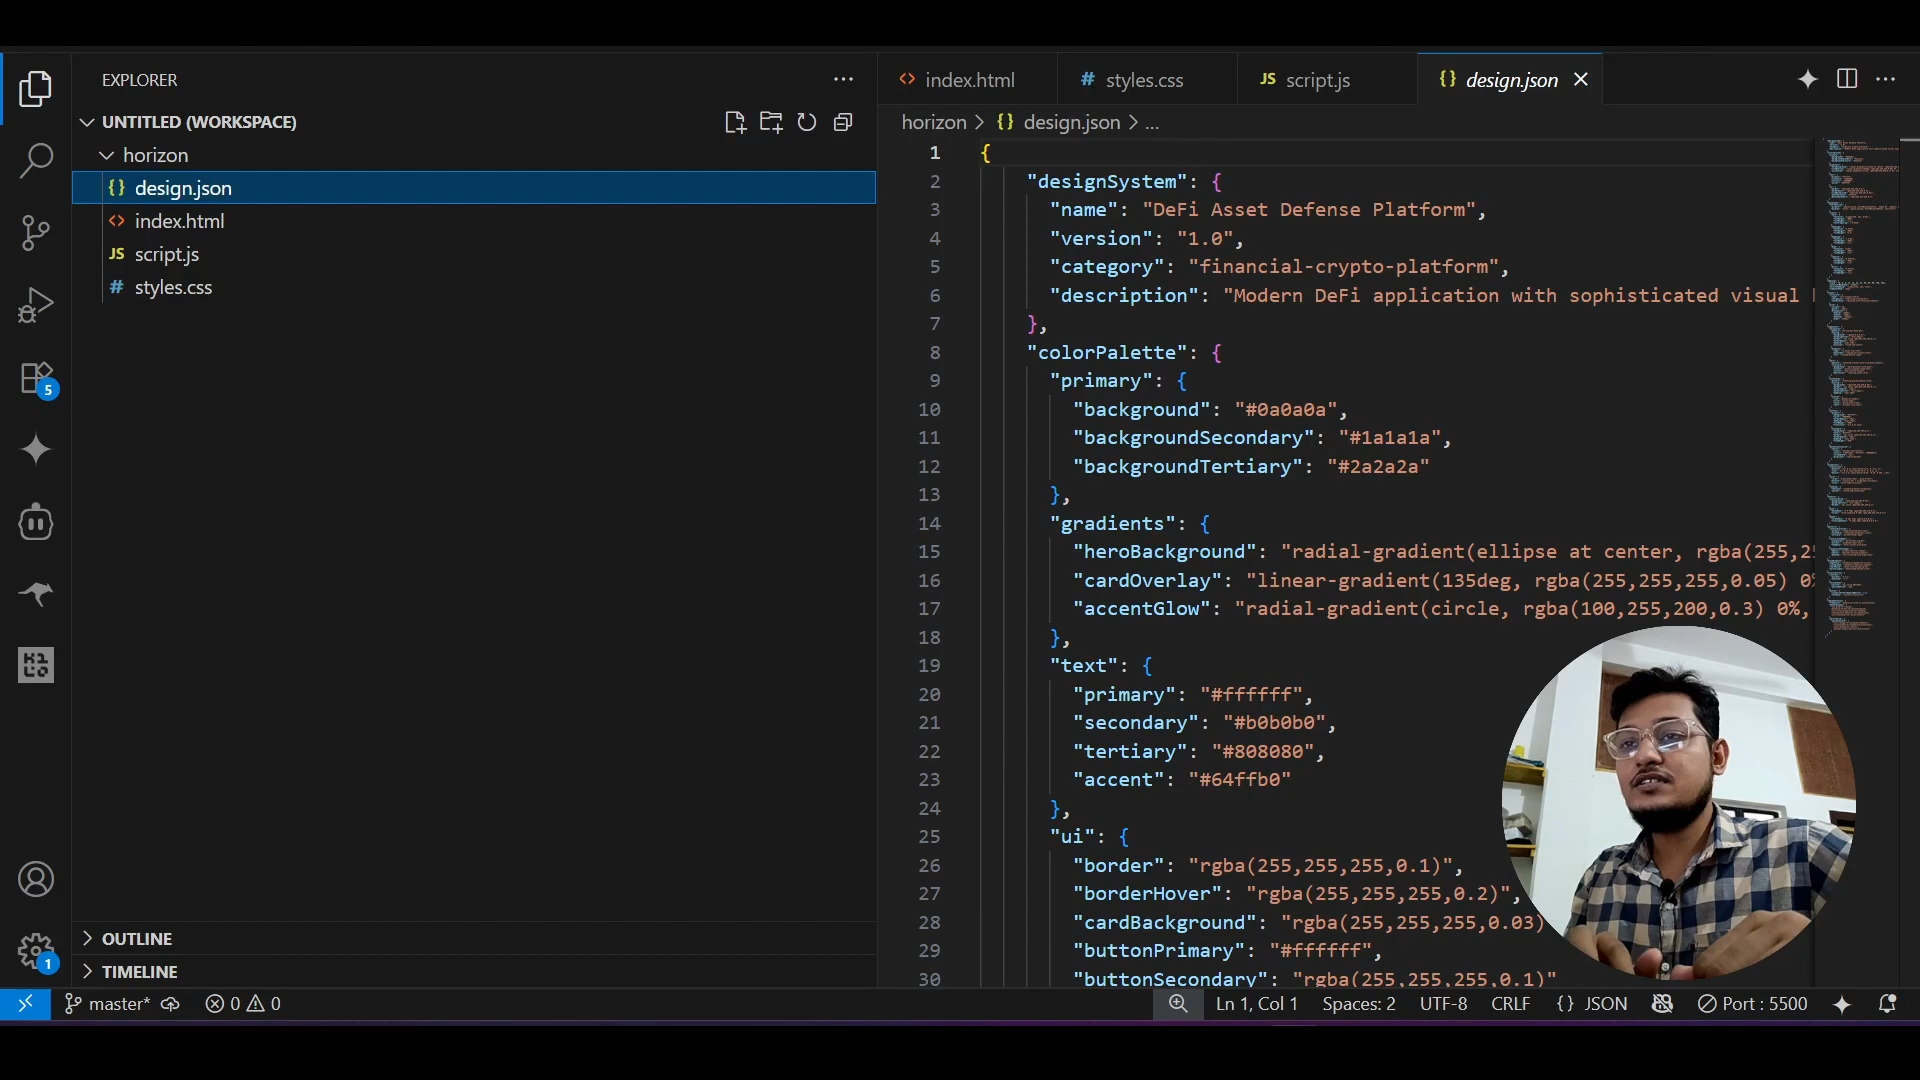 EXPLORER
UNTITLED (WORKSPACE)
horizon
{} design.json
<> index.html
JS script.js
# styles.css
5
OUTLINE
TIMELINE
1
<> index.html
# styles.css
JS script.js
{} design.json
horizon > {} design.json > ...
1 {
2 "designSystem": {
3 "name": "DeFi Asset Defense Platform",
4 "version": "1.0",
5 "category": "financial-crypto-platform",
6 "description": "Modern DeFi application with sophisticated visual
7 },
8 "colorPalette": {
9 "primary": {
10 "background": "#0a0a0a",
11 "backgroundSecondary": "#1a1a1a",
12 "backgroundTertiary": "#2a2a2a"
13 },
14 "gradients": {
15 "heroBackground": "radial-gradient(ellipse at center, rgba(255,2
16 "cardOverlay": "linear-gradient(135deg, rgba(255,255,255,0.05) 0%
17 "accentGlow": "radial-gradient(circle, rgba(100,255,200,0.3) 0%,
18 },
19 "text": {
20 "primary": "#ffffff",
21 "secondary": "#b0b0b0",
22 "tertiary": "#808080",
23 "accent": "#64ffb0"
24 },
25 "ui": {
26 "border": "rgba(255,255,255,0.1)",
27 "borderHover": "rgba(255,255,255,0.2)",
28 "cardBackground": "rgba(255,255,255,0.03)
29 "buttonPrimary": "#ffffff",
30 "buttonSecondary": "rgba(255,255,255,0.1)"
master* 0 0 Ln 1, Col 1 Spaces: 2 UTF-8 CRLF {} JSON Port : 5500